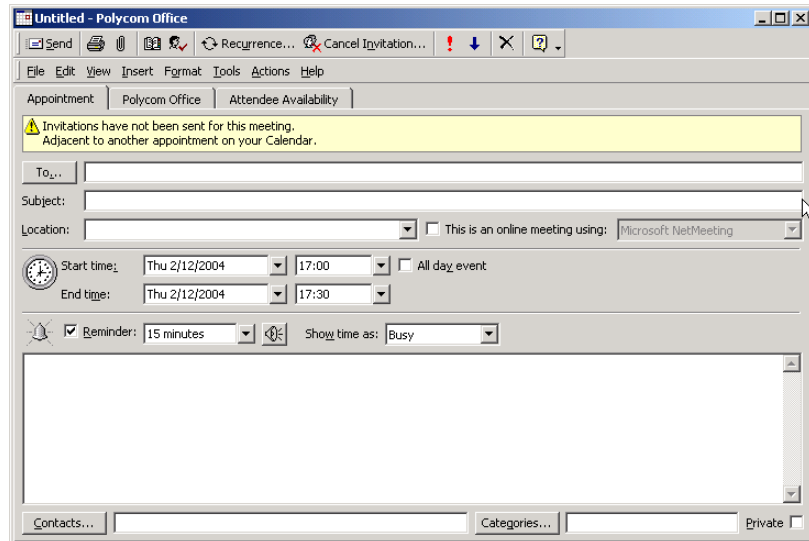 Untitled - Polycom Office
Send Recurrence... Cancel Invitation...
File Edit View Insert Format Tools Actions Help
Appointment Polycom Office Attendee Availability
Invitations have not been sent for this meeting.
Adjacent to another appointment on your Calendar.
To...
Subject:
Location: This is an online meeting using: Microsoft NetMeeting
Start time: Thu 2/12/2004 17:00 All day event
End time: Thu 2/12/2004 17:30
Reminder: 15 minutes Show time as: Busy
Contacts... Categories... Private